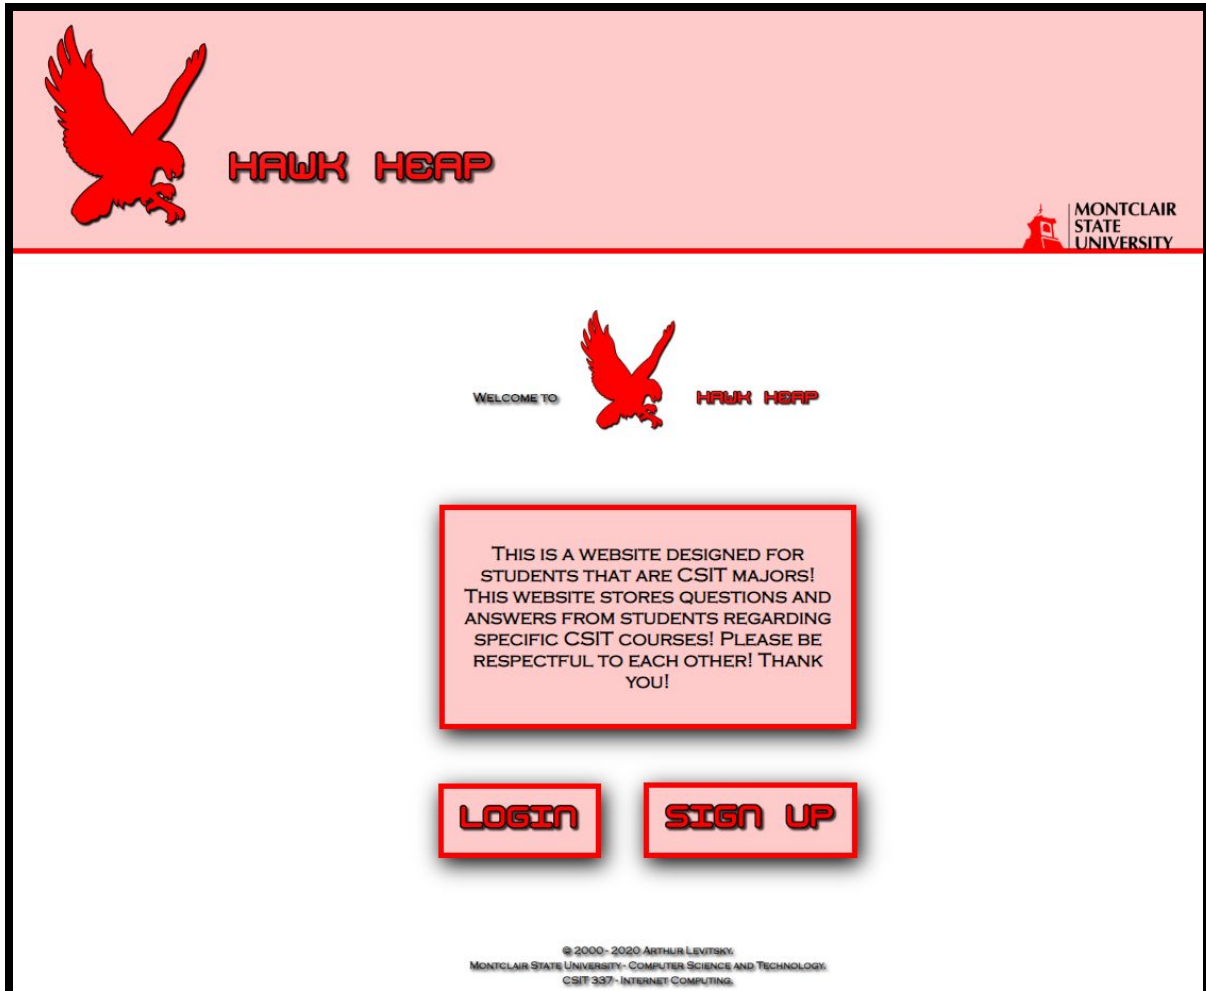 HAWK HEAP
MONTCLAIR
STATE
UNIVERSITY
WELCOME TO
HAWK HEAP
THIS IS A WEBSITE DESIGNED FOR
STUDENTS THAT ARE CSIT MAJORS!
THIS WEBSITE STORES QUESTIONS AND
ANSWERS FROM STUDENTS REGARDING
SPECIFIC CSIT COURSES! PLEASE BE
RESPECTFUL TO EACH OTHER! THANK
YOU!
LOGIN
SIGN UP
© 2000 - 2020 ARTHUR LEVITSKY.
MONTCLAIR STATE UNIVERSITY - COMPUTER SCIENCE AND TECHNOLOGY.
CSIT 337 - INTERNET COMPUTING.